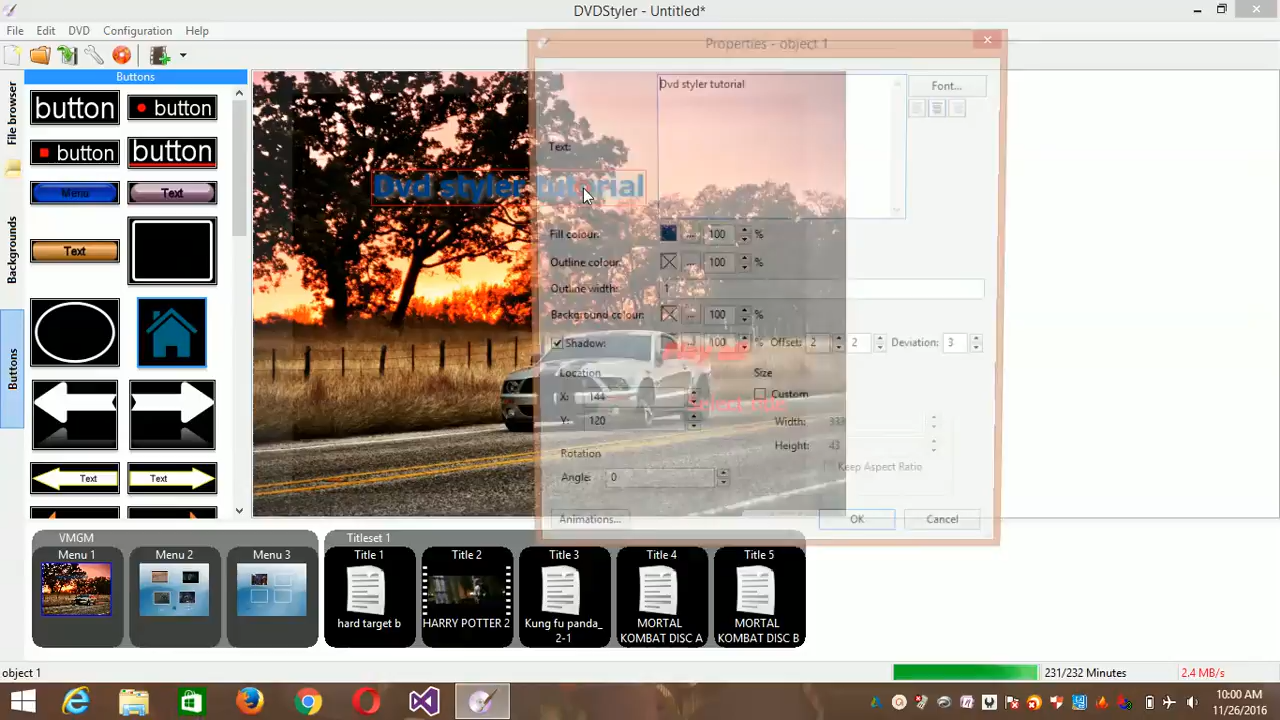 DVDStyler - Untitled*
File Edit DVD Configuration Help
Properties - object 1
Buttons
File browser
Backgrounds
Buttons
button
button
button
button
Menu
Text
Text
Text
Text
Dvd styler tutorial
Text:
Dvd styler tutorial
Font...
Fill colour: ... 100 %
Outline colour: ... 100 %
Outline width: 1
Background colour: ... 100 %
Shadow: ... 100 % Offset: 2 2 Deviation: 3
Location
Size
X: 144
Custom
Y: 120
Width: 333
Height: 43
Rotation
Keep Aspect Ratio
Angle: 0
Animations...
OK
Cancel
VMGM
Titleset 1
Menu 1
Menu 2
Menu 3
Title 1
Title 2
Title 3
Title 4
Title 5
hard target b
HARRY POTTER 2
Kung fu panda_
2-1
MORTAL
KOMBAT DISC A
MORTAL
KOMBAT DISC B
object 1
231/232 Minutes
2.4 MB/s
10:00 AM
11/26/2016